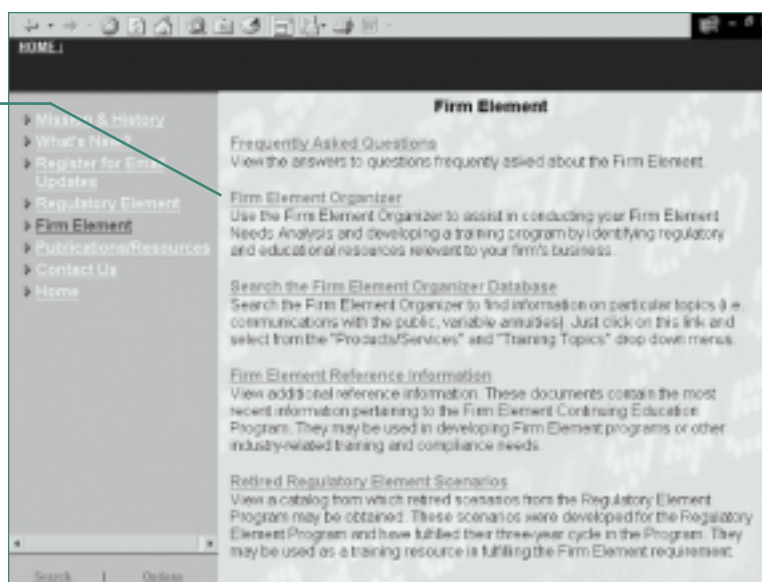 HOME
Mission & History
What's New?
Register for Email
Updates
Regulatory Element
Firm Element
Publications/Resources
Contact Us
Home
Search | Options
Firm Element
Frequently Asked Questions
View the answers to questions frequently asked about the Firm Element.
Firm Element Organizer
Use the Firm Element Organizer to assist in conducting your Firm Element
Needs Analysis and developing a training program by identifying regulatory
and educational resources relevant to your firm's business.
Search the Firm Element Organizer Database
Search the Firm Element Organizer to find information on particular topics (i.e.
communications with the public, variable annuities). Just click on this link and
select from the "Products/Services" and "Training Topics" drop down menus.
Firm Element Reference Information
View additional reference information. These documents contain the most
recent information pertaining to the Firm Element Continuing Education
Program. They may be used in developing Firm Element programs or other
industry-related training and compliance needs.
Retired Regulatory Element Scenarios
View a catalog from which retired scenarios from the Regulatory Element
Program may be obtained. These scenarios were developed for the Regulatory
Element Program and have fulfilled their three-year cycle in the Program. They
may be used as a training resource in fulfilling the Firm Element requirement.